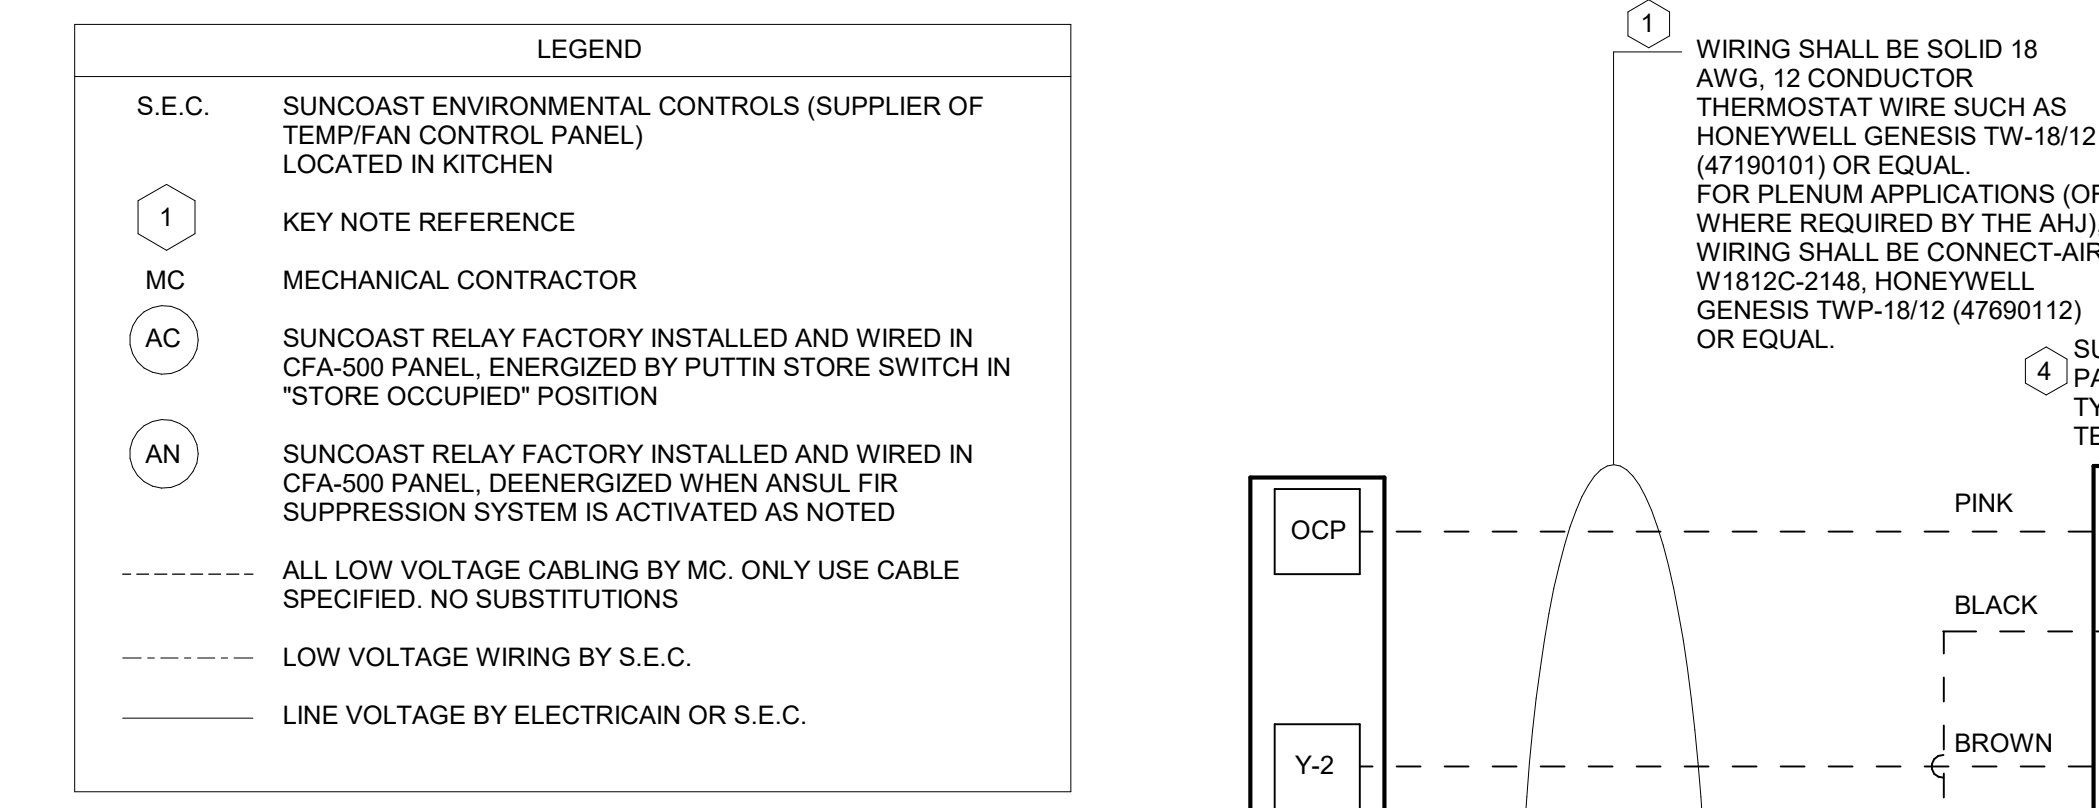 LEGEND
S.E.C. SUNCOAST ENVIRONMENTAL CONTROLS (SUPPLIER OF
TEMP/FAN CONTROL PANEL)
LOCATED IN KITCHEN
1 KEY NOTE REFERENCE
MC MECHANICAL CONTRACTOR
AC SUNCOAST RELAY FACTORY INSTALLED AND WIRED IN
CFA-500 PANEL, ENERGIZED BY PUTTIN STORE SWITCH IN
"STORE OCCUPIED" POSITION
AN SUNCOAST RELAY FACTORY INSTALLED AND WIRED IN
CFA-500 PANEL, DEENERGIZED WHEN ANSUL FIR
SUPPRESSION SYSTEM IS ACTIVATED AS NOTED
ALL LOW VOLTAGE CABLING BY MC. ONLY USE CABLE
SPECIFIED. NO SUBSTITUTIONS
LOW VOLTAGE WIRING BY S.E.C.
LINE VOLTAGE BY ELECTRICAIN OR S.E.C.
1
WIRING SHALL BE SOLID 18
AWG, 12 CONDUCTOR
THERMOSTAT WIRE SUCH AS
HONEYWELL GENESIS TW-18/12
(47190101) OR EQUAL.
FOR PLENUM APPLICATIONS
WHERE REQUIRED BY THE AHJ),
WIRING SHALL BE CONNECT-AIR
W1812C-2148, HONEYWELL
GENESIS TWP-18/12 (47690112)
OR EQUAL.
4
OCP
PINK
BLACK
Y-2
BROWN